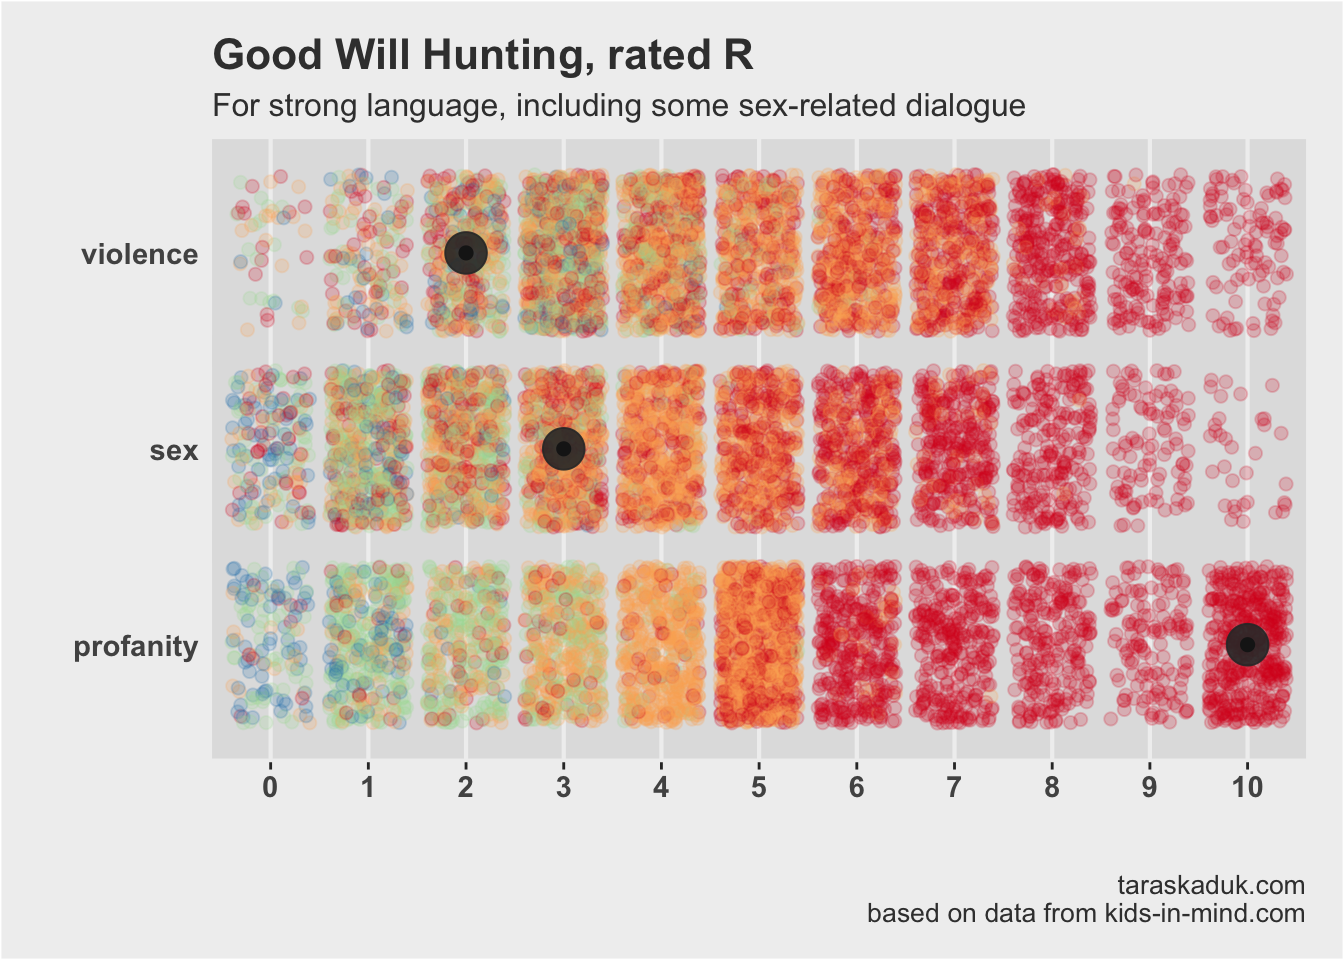 Good Will Hunting, rated R
For strong language, including some sex-related dialogue
violence
sex
profanity
0 1 2 3 4 5 6 7 8 9 10
taraskaduk.com
based on data from kids-in-mind.com